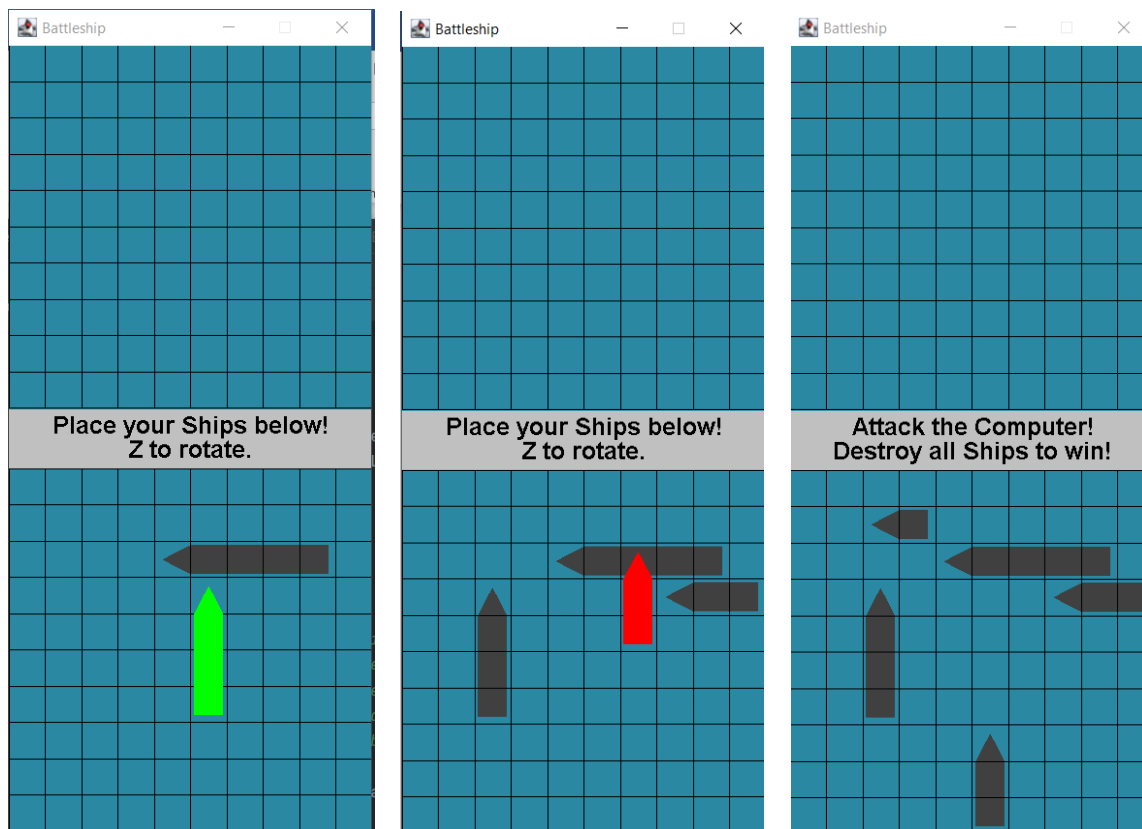 Battleship
Place your Ships below!
Z to rotate.
Battleship
Place your Ships below!
Z to rotate.
Battleship
Attack the Computer!
Destroy all Ships to win!